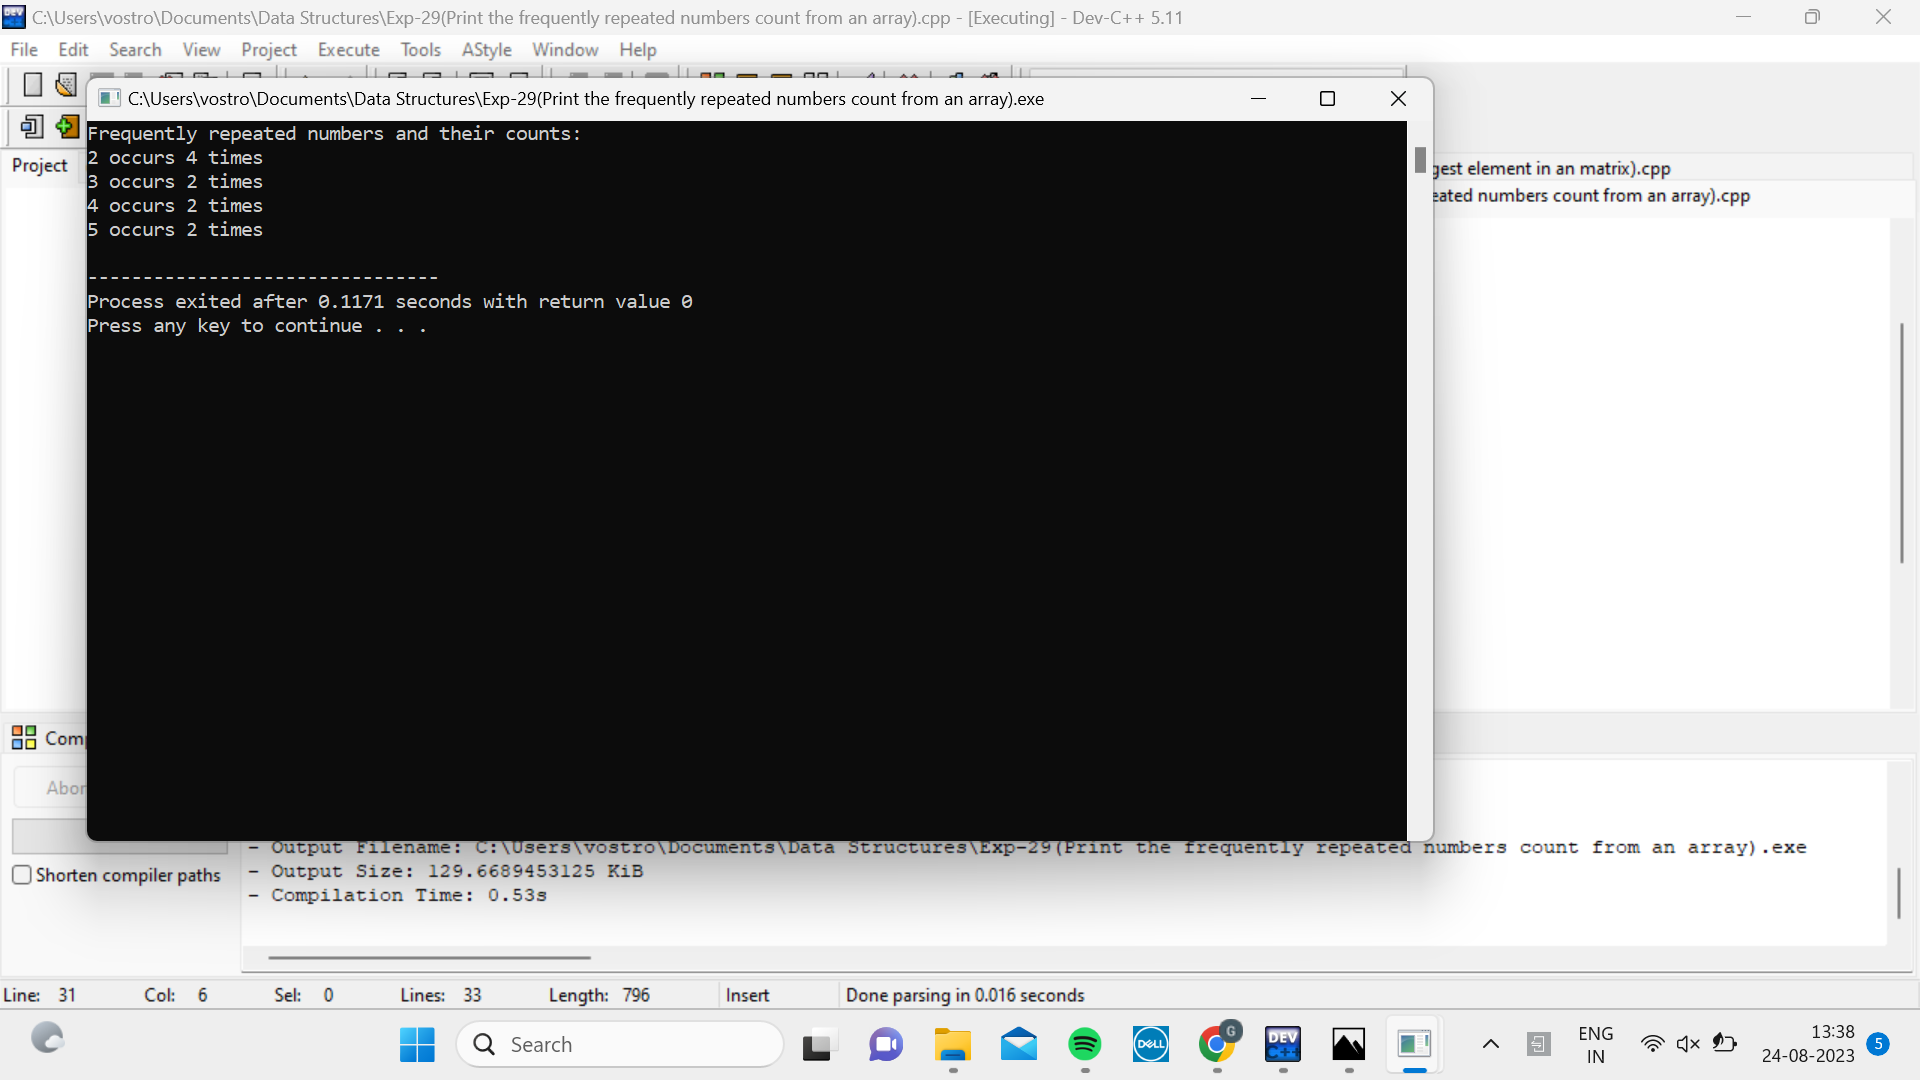 C:\Users\vostro\Documents\Data Structures\Exp-29(Print the frequently repeated numbers count from an array).cpp - [Executing] - Dev-C++ 5.11
File Edit Search View Project Execute Tools AStyle Window Help
C:\Users\vostro\Documents\Data Structures\Exp-29(Print the frequently repeated numbers count from an array).exe
Frequently repeated numbers and their counts:
2 occurs 4 times
3 occurs 2 times
4 occurs 2 times
5 occurs 2 times
--------------------------------
Process exited after 0.1171 seconds with return value 0
Press any key to continue . . .
Project
gest element in an matrix).cpp
eated numbers count from an array).cpp
Comp
Abor
Shorten compiler paths
- Output Filename: C:\Users\vostro\Documents\Data Structures\Exp-29(Print the frequently repeated numbers count from an array).exe
- Output Size: 129.6689453125 KiB
- Compilation Time: 0.53s
Line: 31 Col: 6 Sel: 0 Lines: 33 Length: 796 Insert Done parsing in 0.016 seconds
Search
DELL
G
DEV C++
ENG
IN
13:38
24-08-2023
5